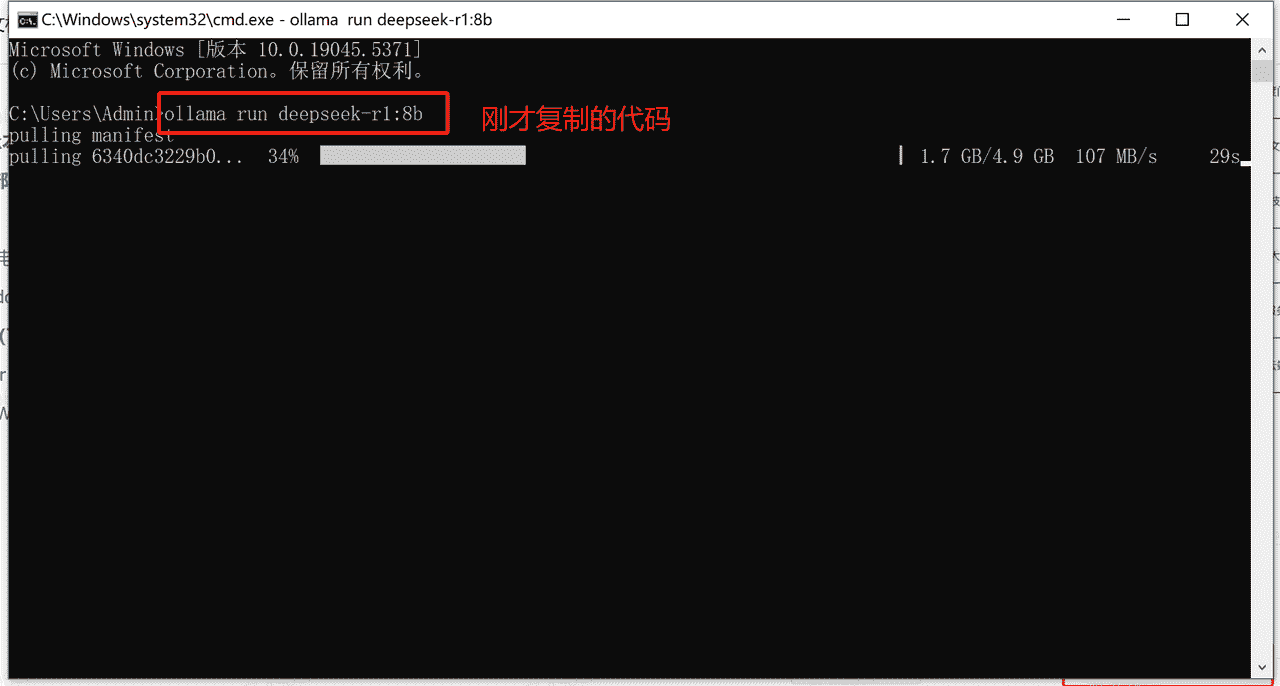 C:\Windows\system32\cmd.exe - ollama  run deepseek-r1:8b
Microsoft Windows [版本 10.0.19045.5371]
(c) Microsoft Corporation。保留所有权利。
C:\Users\Admin>ollama run deepseek-r1:8b
刚才复制的代码
pulling manifest
pulling 6340dc3229b0... 34% 1.7 GB/4.9 GB 107 MB/s 29s